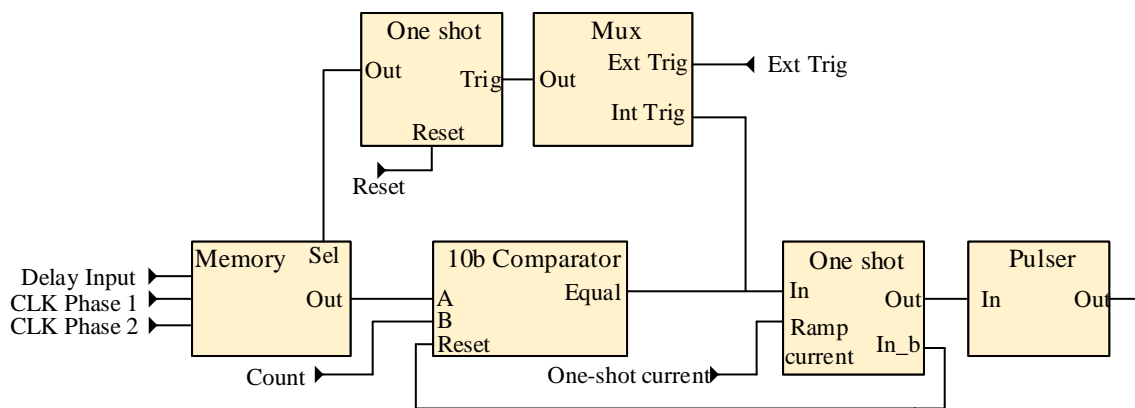 One shot
Out
Trig
Reset
Mux
Out
Ext Trig
Int Trig
Ext Trig
Reset
Memory
Sel
Out
Delay Input
CLK Phase 1
CLK Phase 2
10b Comparator
Equal
A
B
Reset
Count
One shot
In
Out
Ramp
current
In_b
One-shot current
Pulser
In
Out